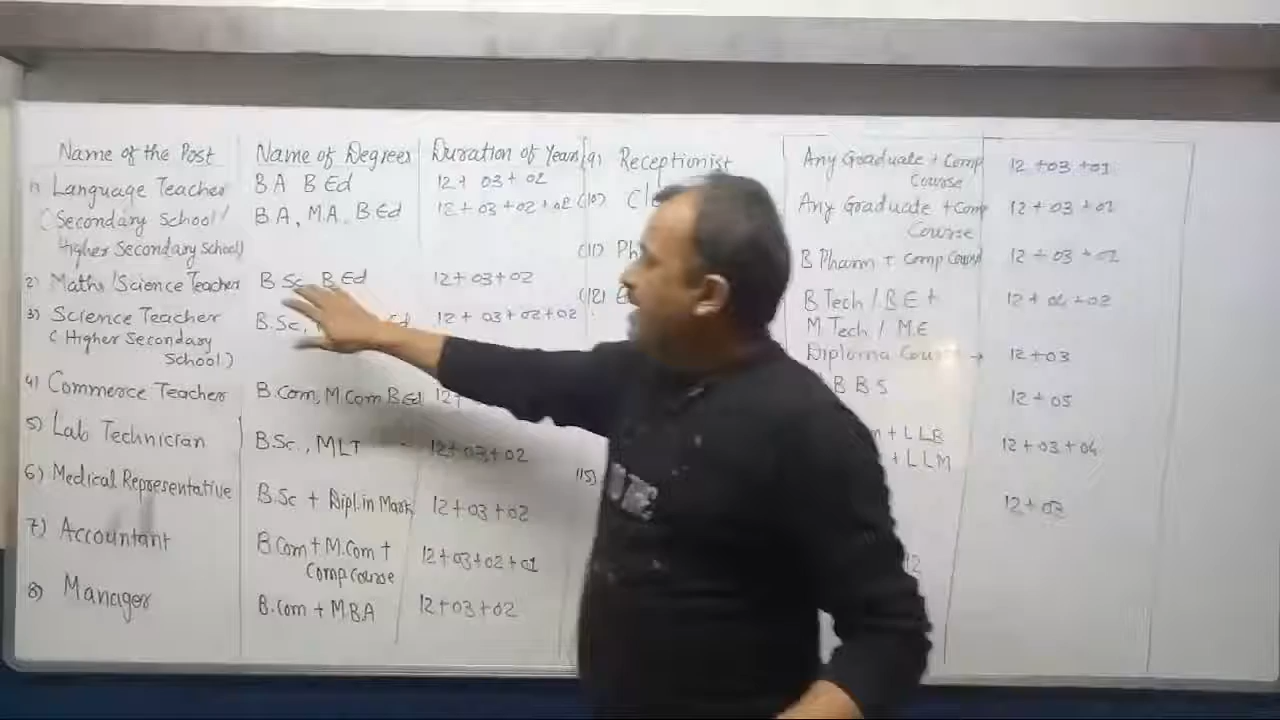 Name of the Post Name of Degrees Duration of Years
1) Language Teacher B A B Ed 12 + 03 + 02
(Secondary School / B A, M.A. B Ed 12 + 03 + 02 + 02
Higher Secondary School)
2) Maths / Science Teacher B Sc, B Ed 12 + 03 + 02
3) Science Teacher B.Sc, 12 + 03 + 02 + 02
( Higher Secondary
School)
4) Commerce Teacher B.Com, M.Com B Ed 12+
5) Lab Technician B.Sc., MLT 12 + 03 + 02
6) Medical Representative B.Sc + Dipl.in Mark 12 + 03 + 02
7) Accountant B Com + M.Com + 12 + 03 + 02 + 01
Comp Course
8) Manager B.Com + M.B.A 12 + 03 + 02
9) Receptionist Any Graduate + Comp 12 + 03 + 01
Course
(10) Any Graduate + Comp 12 + 03 + 01
Course
(11) B Pharm + Comp Course
(12) B Tech / B E +
M.Tech / M.E
Diploma Course → 12 + 03
B B S 12 + 05
+ LLB 12 + 03 + 04
+ LLM
(15) 12 + 03
12